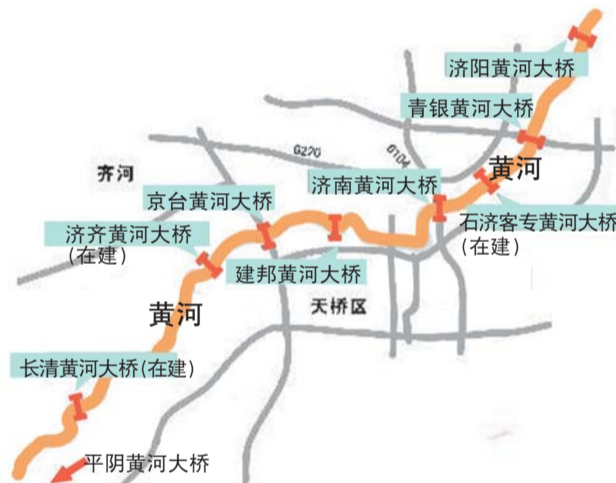 济阳黄河大桥
青银黄河大桥
G220
G104
黄河
齐河
京台黄河大桥
济南黄河大桥
石济客专黄河大桥
(在建)
济齐黄河大桥
(在建)
建邦黄河大桥
黄河
天桥区
长清黄河大桥(在建)
平阴黄河大桥